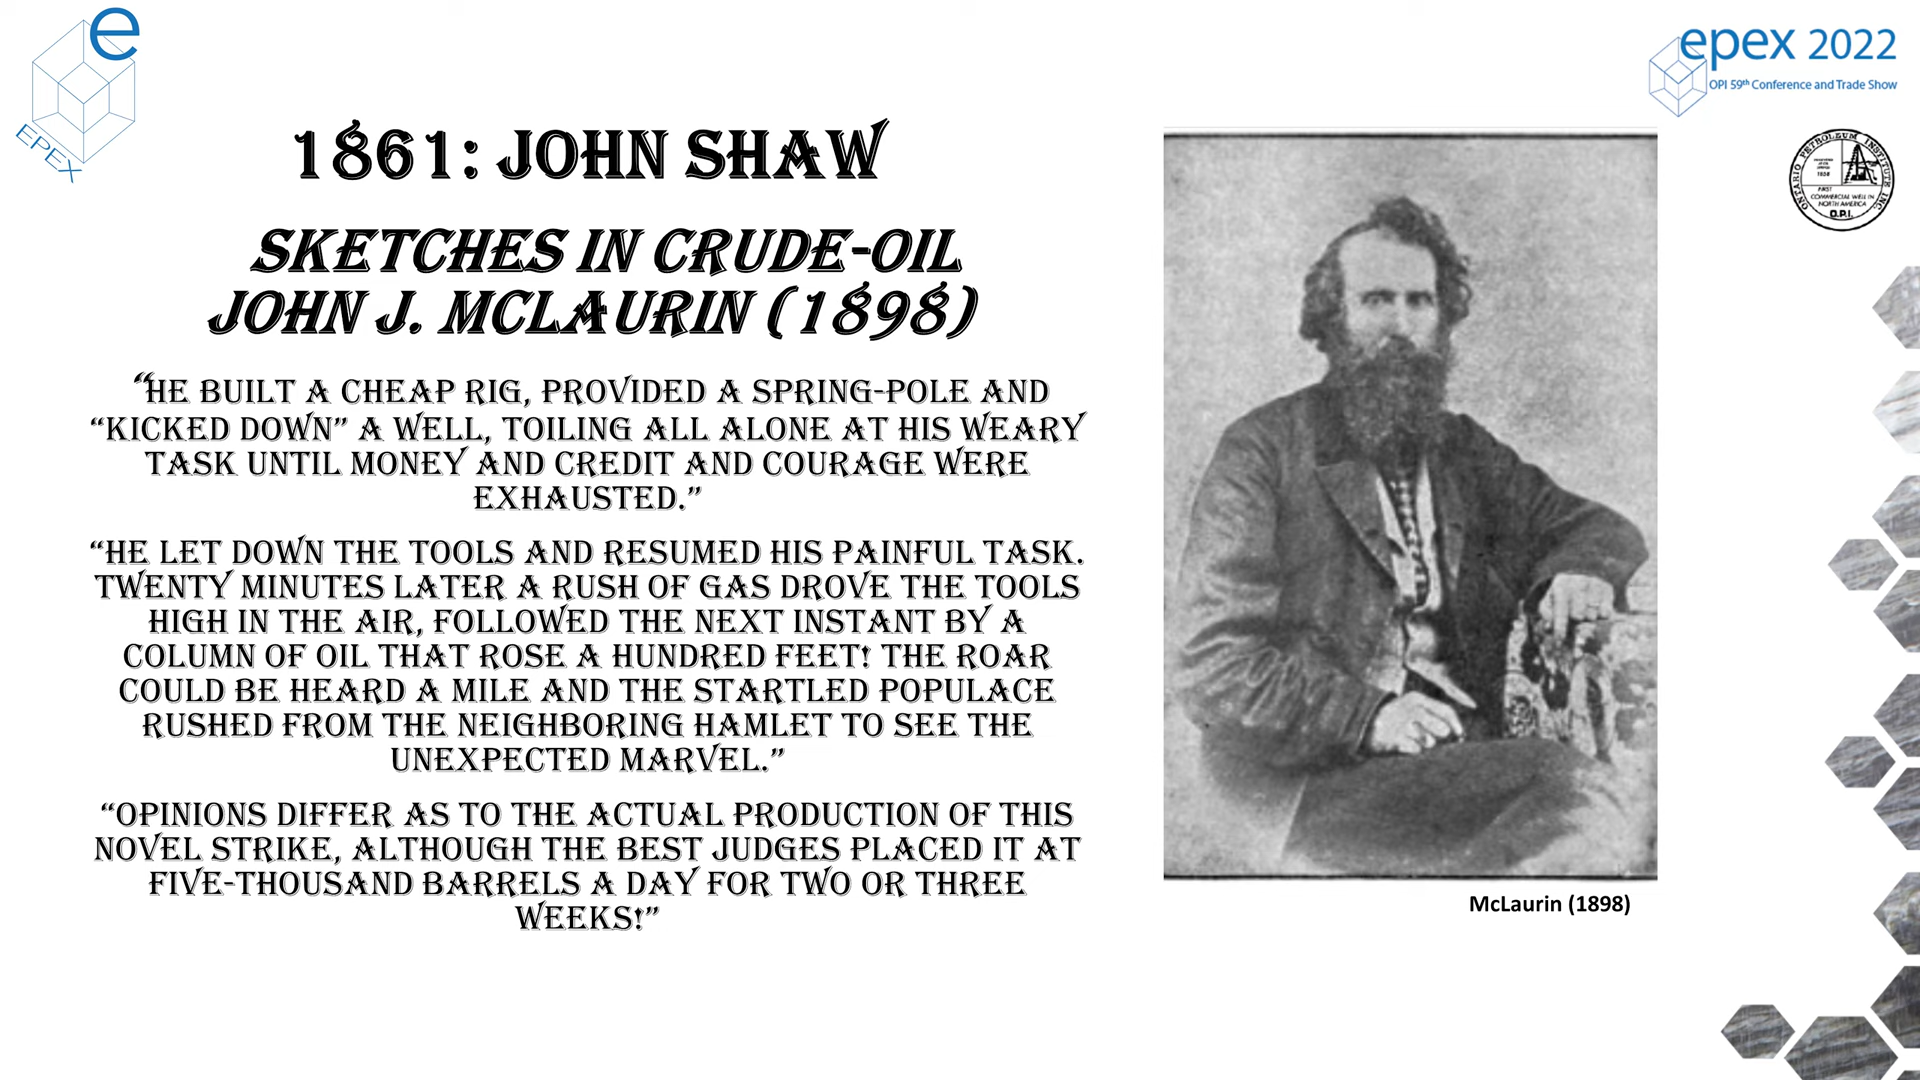 e
EPEX
epex 2022
OPI 59th Conference and Trade Show
1861: JOHN SHAW
SKETCHES IN CRUDE-OIL
JOHN J. MCLAURIN (1898)
“HE BUILT A CHEAP RIG, PROVIDED A SPRING-POLE AND
“KICKED DOWN” A WELL, TOILING ALL ALONE AT HIS WEARY
TASK UNTIL MONEY AND CREDIT AND COURAGE WERE
EXHAUSTED.”
“HE LET DOWN THE TOOLS AND RESUMED HIS PAINFUL TASK.
TWENTY MINUTES LATER A RUSH OF GAS DROVE THE TOOLS
HIGH IN THE AIR, FOLLOWED THE NEXT INSTANT BY A
COLUMN OF OIL THAT ROSE A HUNDRED FEET! THE ROAR
COULD BE HEARD A MILE AND THE STARTLED POPULACE
RUSHED FROM THE NEIGHBORING HAMLET TO SEE THE
UNEXPECTED MARVEL.”
“OPINIONS DIFFER AS TO THE ACTUAL PRODUCTION OF THIS
NOVEL STRIKE, ALTHOUGH THE BEST JUDGES PLACED IT AT
FIVE-THOUSAND BARRELS A DAY FOR TWO OR THREE
WEEKS!”
McLaurin (1898)
ONTARIO PETROLEUM INSTITUTE INC.
1858
FIRST
COMMERCIAL WELL IN
NORTH AMERICA
O.P.I.